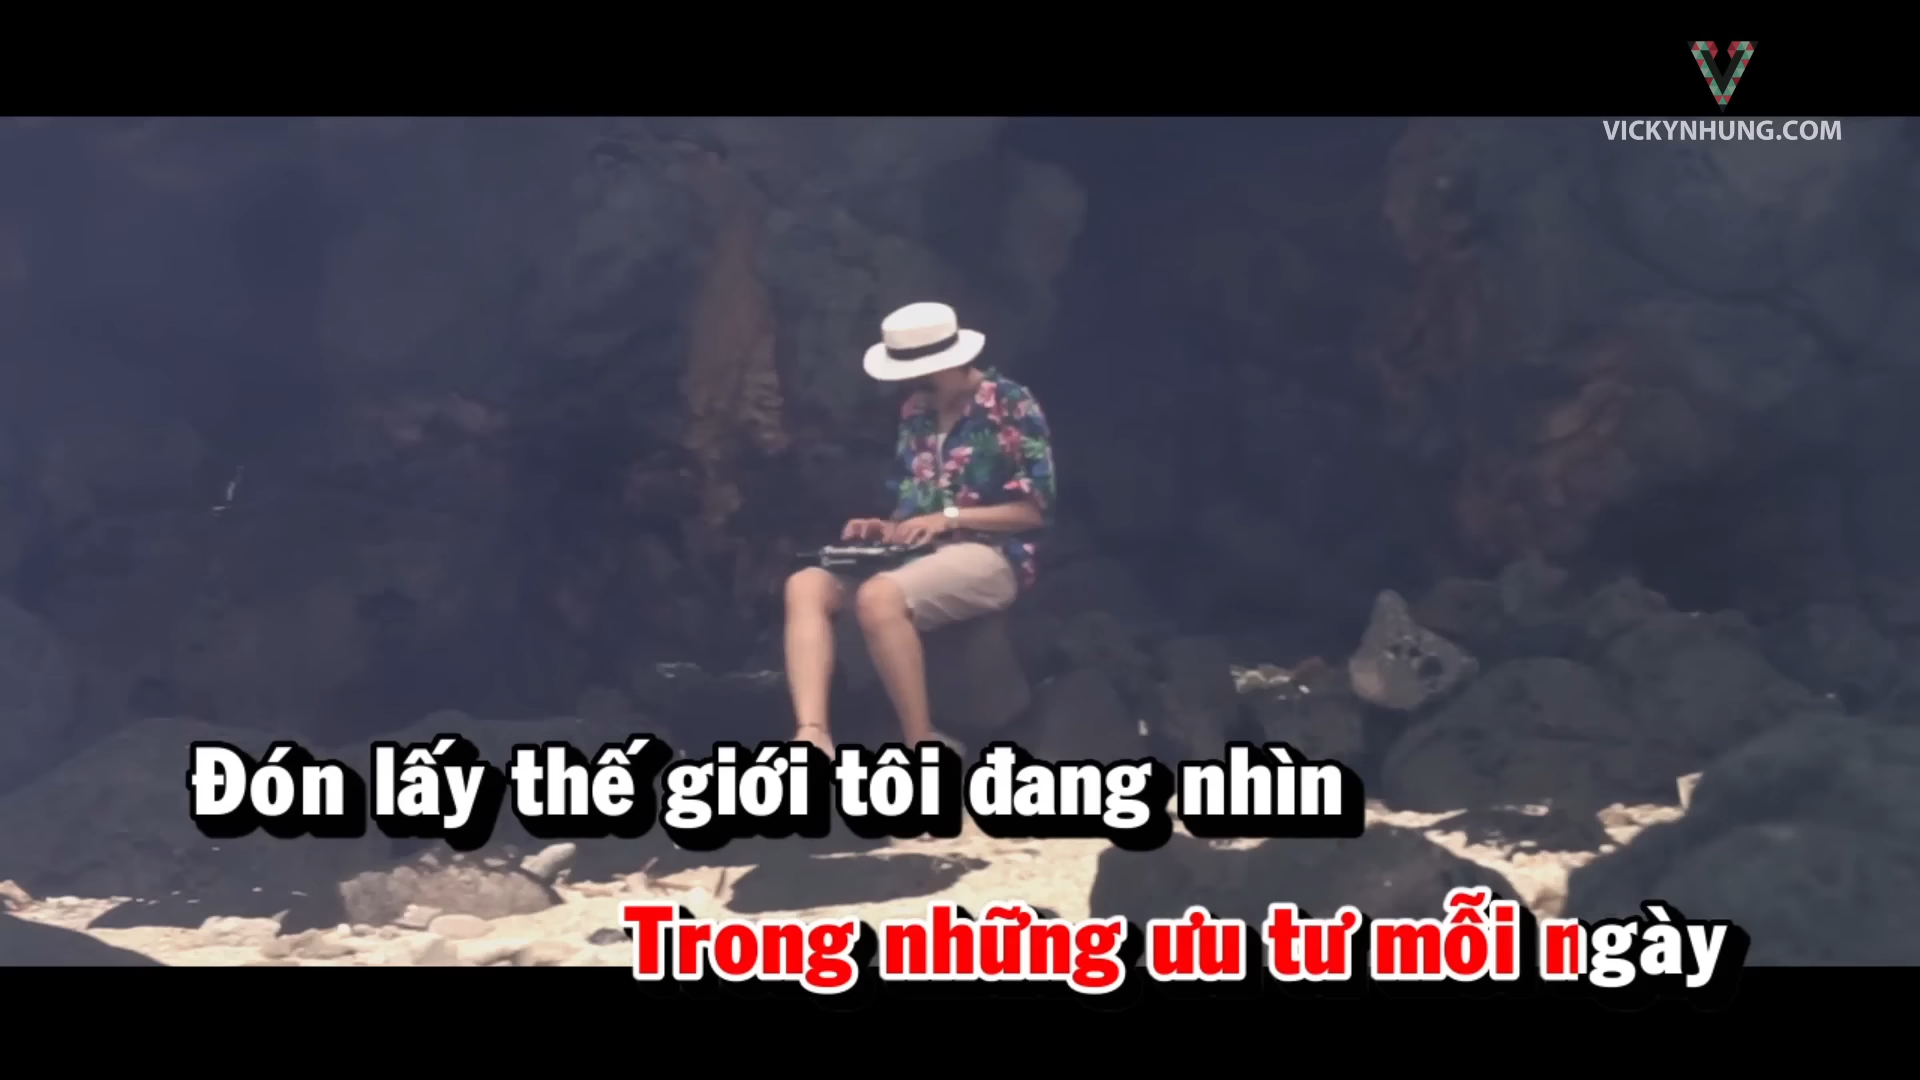 VICKYNHUNG.COM
Đón lấy thế giới tôi đang nhìn
Trong những ưu tư mỗi ngày